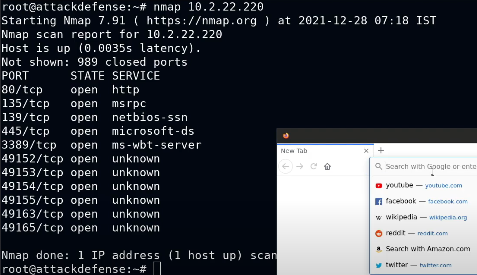 root@attackdefense:~# nmap 10.2.22.220
Starting Nmap 7.91 ( https://nmap.org ) at 2021-12-28 07:18 IST
Nmap scan report for 10.2.22.220
Host is up (0.0035s latency).
Not shown: 989 closed ports
PORT      STATE SERVICE
80/tcp    open  http
135/tcp   open  msrpc
139/tcp   open  netbios-ssn
445/tcp   open  microsoft-ds
3389/tcp  open  ms-wbt-server
49152/tcp open  unknown
49153/tcp open  unknown
49154/tcp open  unknown
49155/tcp open  unknown
49163/tcp open  unknown
49165/tcp open  unknown
Nmap done: 1 IP address (1 host up) scan
root@attackdefense:~#
New Tab
Search with Google or ente
youtube — youtube.com
facebook — facebook.com
wikipedia — wikipedia.org
reddit — reddit.com
Search with Amazon.com
twitter — twitter.com